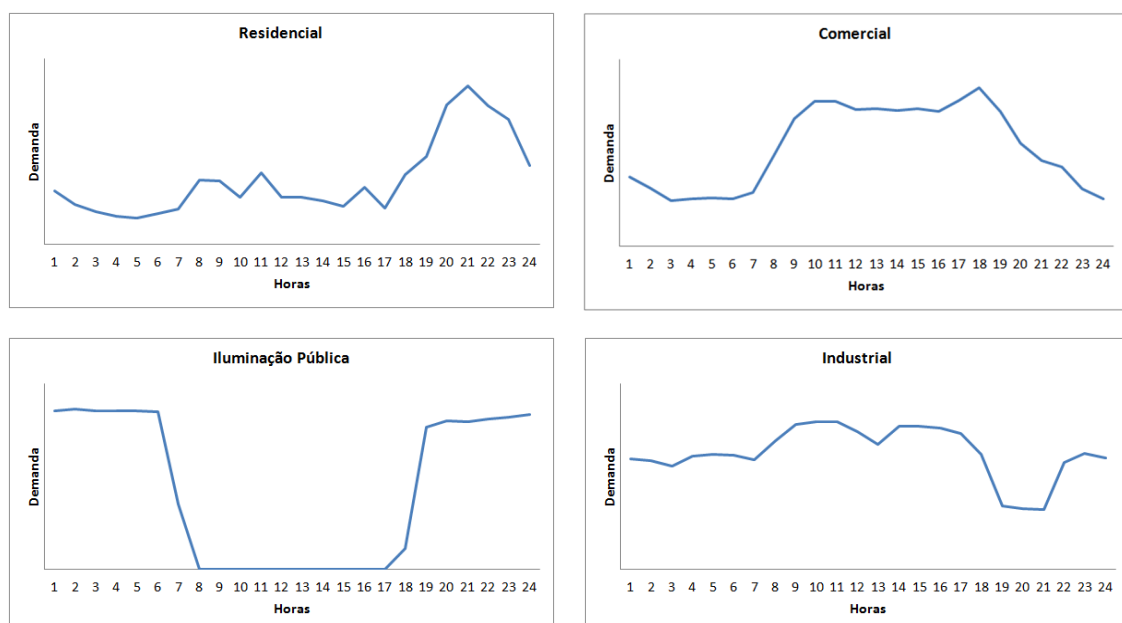 Residencial
Demanda
1 2 3 4 5 6 7 8 9 10 11 12 13 14 15 16 17 18 19 20 21 22 23 24
Horas
Comercial
Demanda
1 2 3 4 5 6 7 8 9 10 11 12 13 14 15 16 17 18 19 20 21 22 23 24
Horas
Iluminação Pública
Demanda
1 2 3 4 5 6 7 8 9 10 11 12 13 14 15 16 17 18 19 20 21 22 23 24
Horas
Industrial
Demanda
1 2 3 4 5 6 7 8 9 10 11 12 13 14 15 16 17 18 19 20 21 22 23 24
Horas